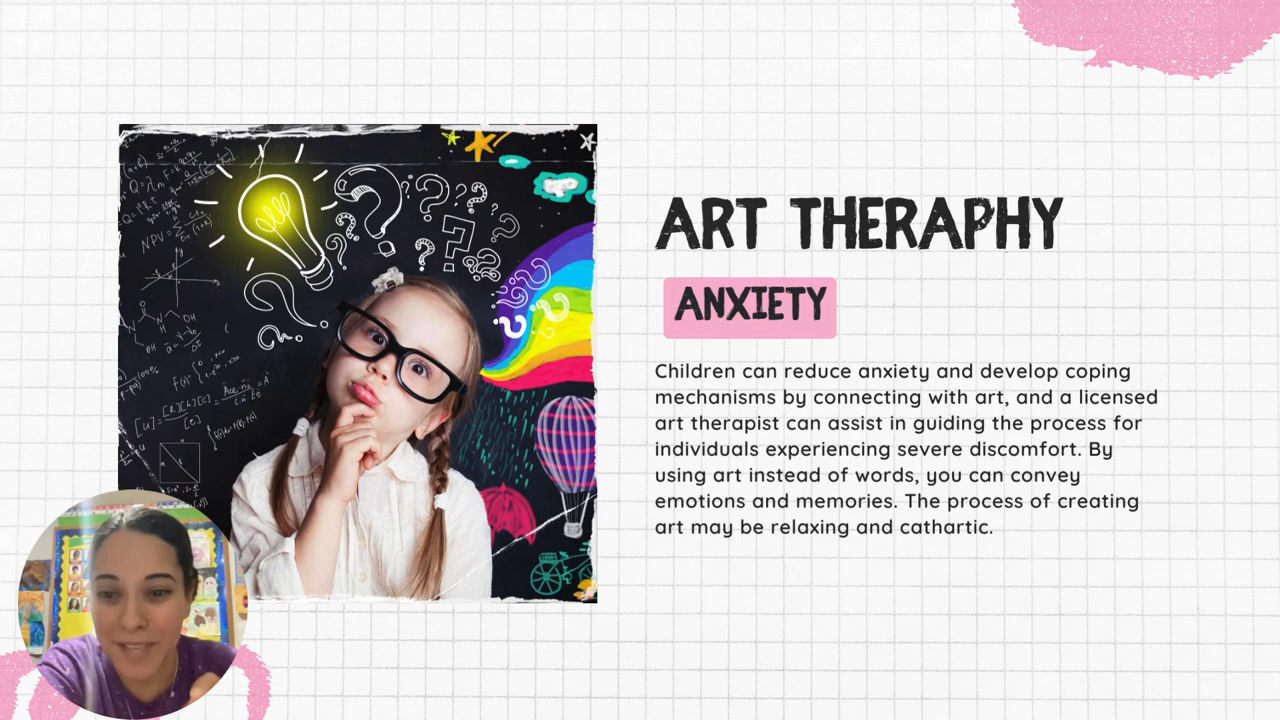 ART THERAPHY
ANXIETY
Children can reduce anxiety and develop coping
mechanisms by connecting with art, and a licensed
art therapist can assist in guiding the process for
individuals experiencing severe discomfort. By
using art instead of words, you can convey
emotions and memories. The process of creating
art may be relaxing and cathartic.